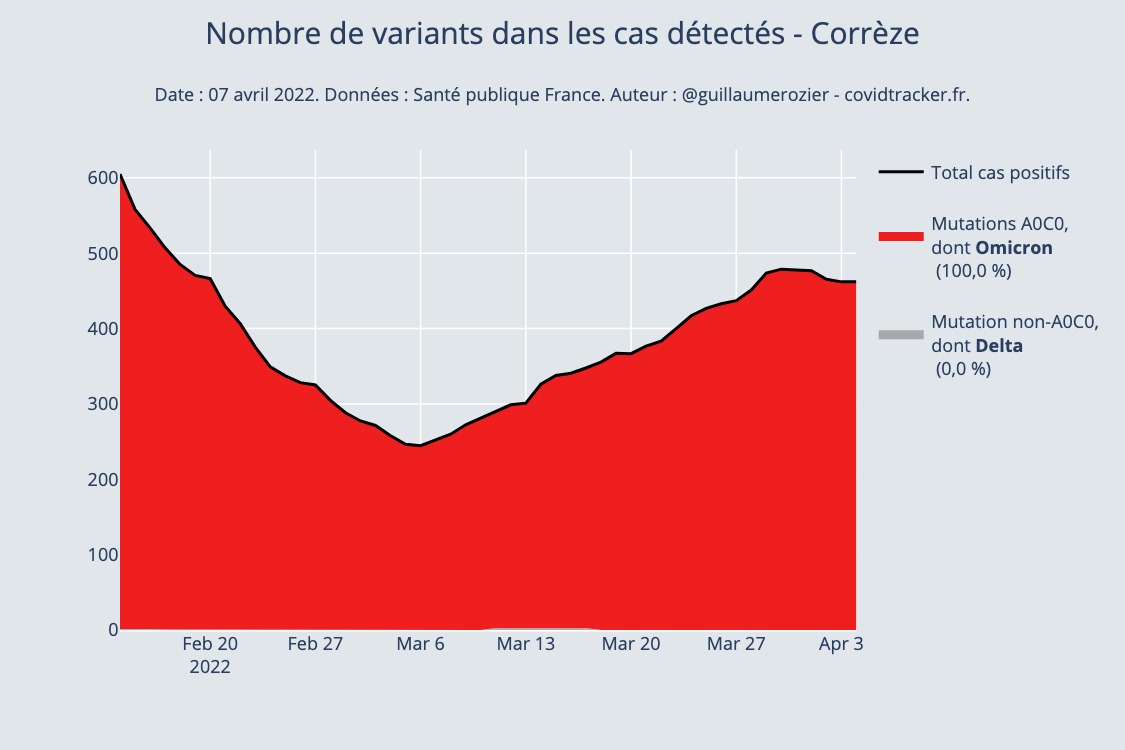 Nombre de variants dans les cas détectés - Corrèze
Date : 07 avril 2022. Données : Santé publique France. Auteur : @guillaumerozier - covidtracker.fr.
600
500
400
300
200
100
0
Feb 20
2022
Feb 27
Mar 6
Mar 13
Mar 20
Mar 27
Apr 3
Total cas positifs
Mutations A0C0,
dont Omicron
(100,0 %)
Mutation non-A0C0,
dont Delta
(0,0 %)